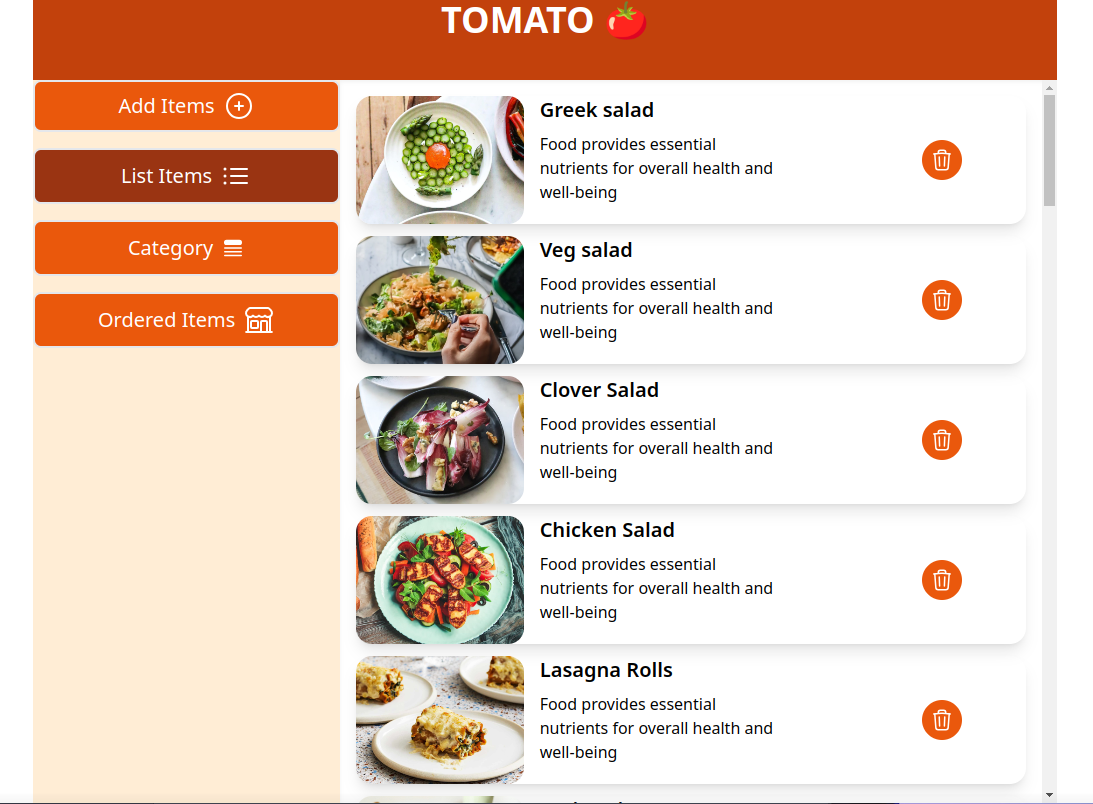 TOMATO 🍅
Add Items
List Items
Category
Ordered Items
Greek salad
Food provides essential
nutrients for overall health and
well-being
Veg salad
Food provides essential
nutrients for overall health and
well-being
Clover Salad
Food provides essential
nutrients for overall health and
well-being
Chicken Salad
Food provides essential
nutrients for overall health and
well-being
Lasagna Rolls
Food provides essential
nutrients for overall health and
well-being